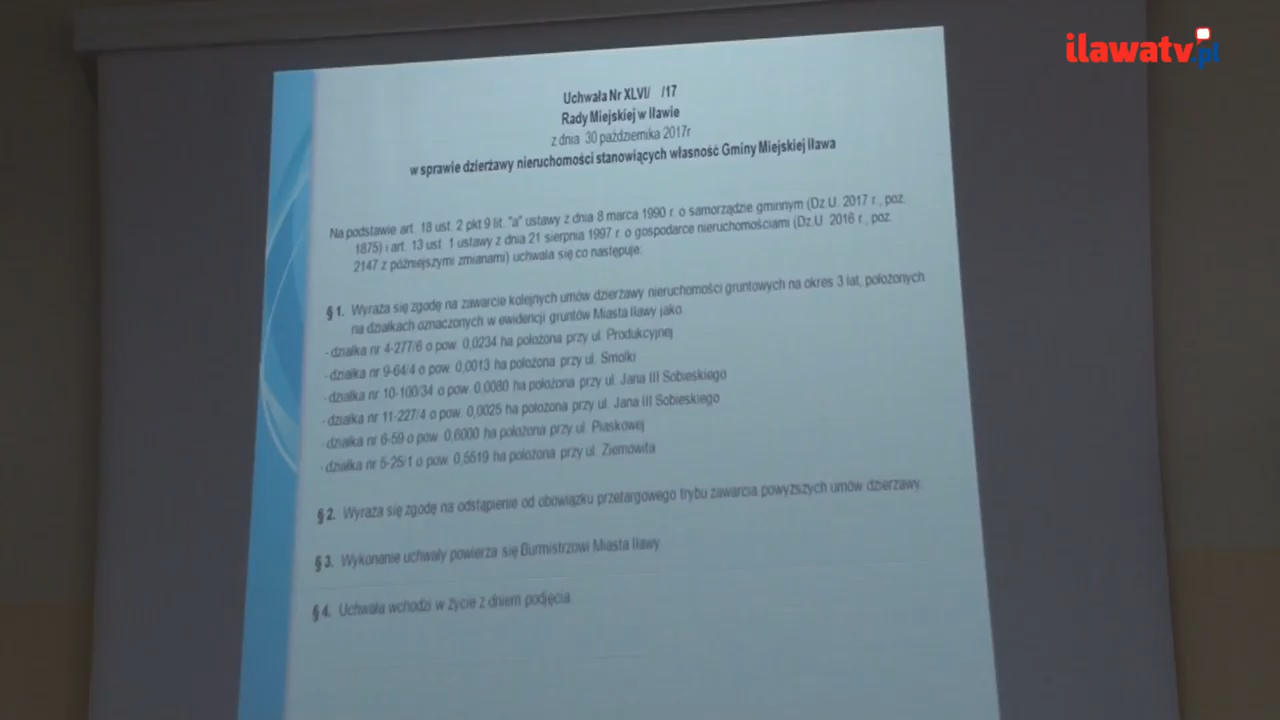 ilawatv.pl
Uchwała Nr XLVI/ /17
Rady Miejskiej w Iławie
z dnia 30 października 2017r
w sprawie dzierżawy nieruchomości stanowiących własność Gminy Miejskiej Iława
Na podstawie art. 18 ust. 2 pkt 9 lit. "a" ustawy z dnia 8 marca 1990 r. o samorządzie gminnym (Dz.U. 2017 r., poz.
1875) i art. 13 ust. 1 ustawy z dnia 21 sierpnia 1997 r. o gospodarce nieruchomościami (Dz.U. 2016 r., poz.
2147 z późniejszymi zmianami) uchwala się co następuje:
§ 1. Wyraża się zgodę na zawarcie kolejnych umów dzierżawy nieruchomości gruntowych na okres 3 lat, położonych
na działkach oznaczonych w ewidencji gruntów Miasta Iławy jako
- działka nr 4-277/6 o pow. 0,0234 ha położona przy ul. Produkcyjnej
- działka nr 9-64/4 o pow. 0,0013 ha położona przy ul. Smolki
- działka nr 10-100/34 o pow. 0,0080 ha położona przy ul. Jana III Sobieskiego
- działka nr 11-227/4 o pow. 0,0025 ha położona przy ul. Jana III Sobieskiego
- działka nr 6-59 o pow. 0,6000 ha położona przy ul. Piaskowej
- działka nr 5-25/1 o pow. 0,5519 ha położona przy ul. Ziemowita
§ 2. Wyraża się zgodę na odstąpienie od obowiązku przetargowego trybu zawarcia powyższych umów dzierżawy.
§ 3. Wykonanie uchwały powierza się Burmistrzowi Miasta Iławy
§ 4. Uchwała wchodzi w życie z dniem podjęcia